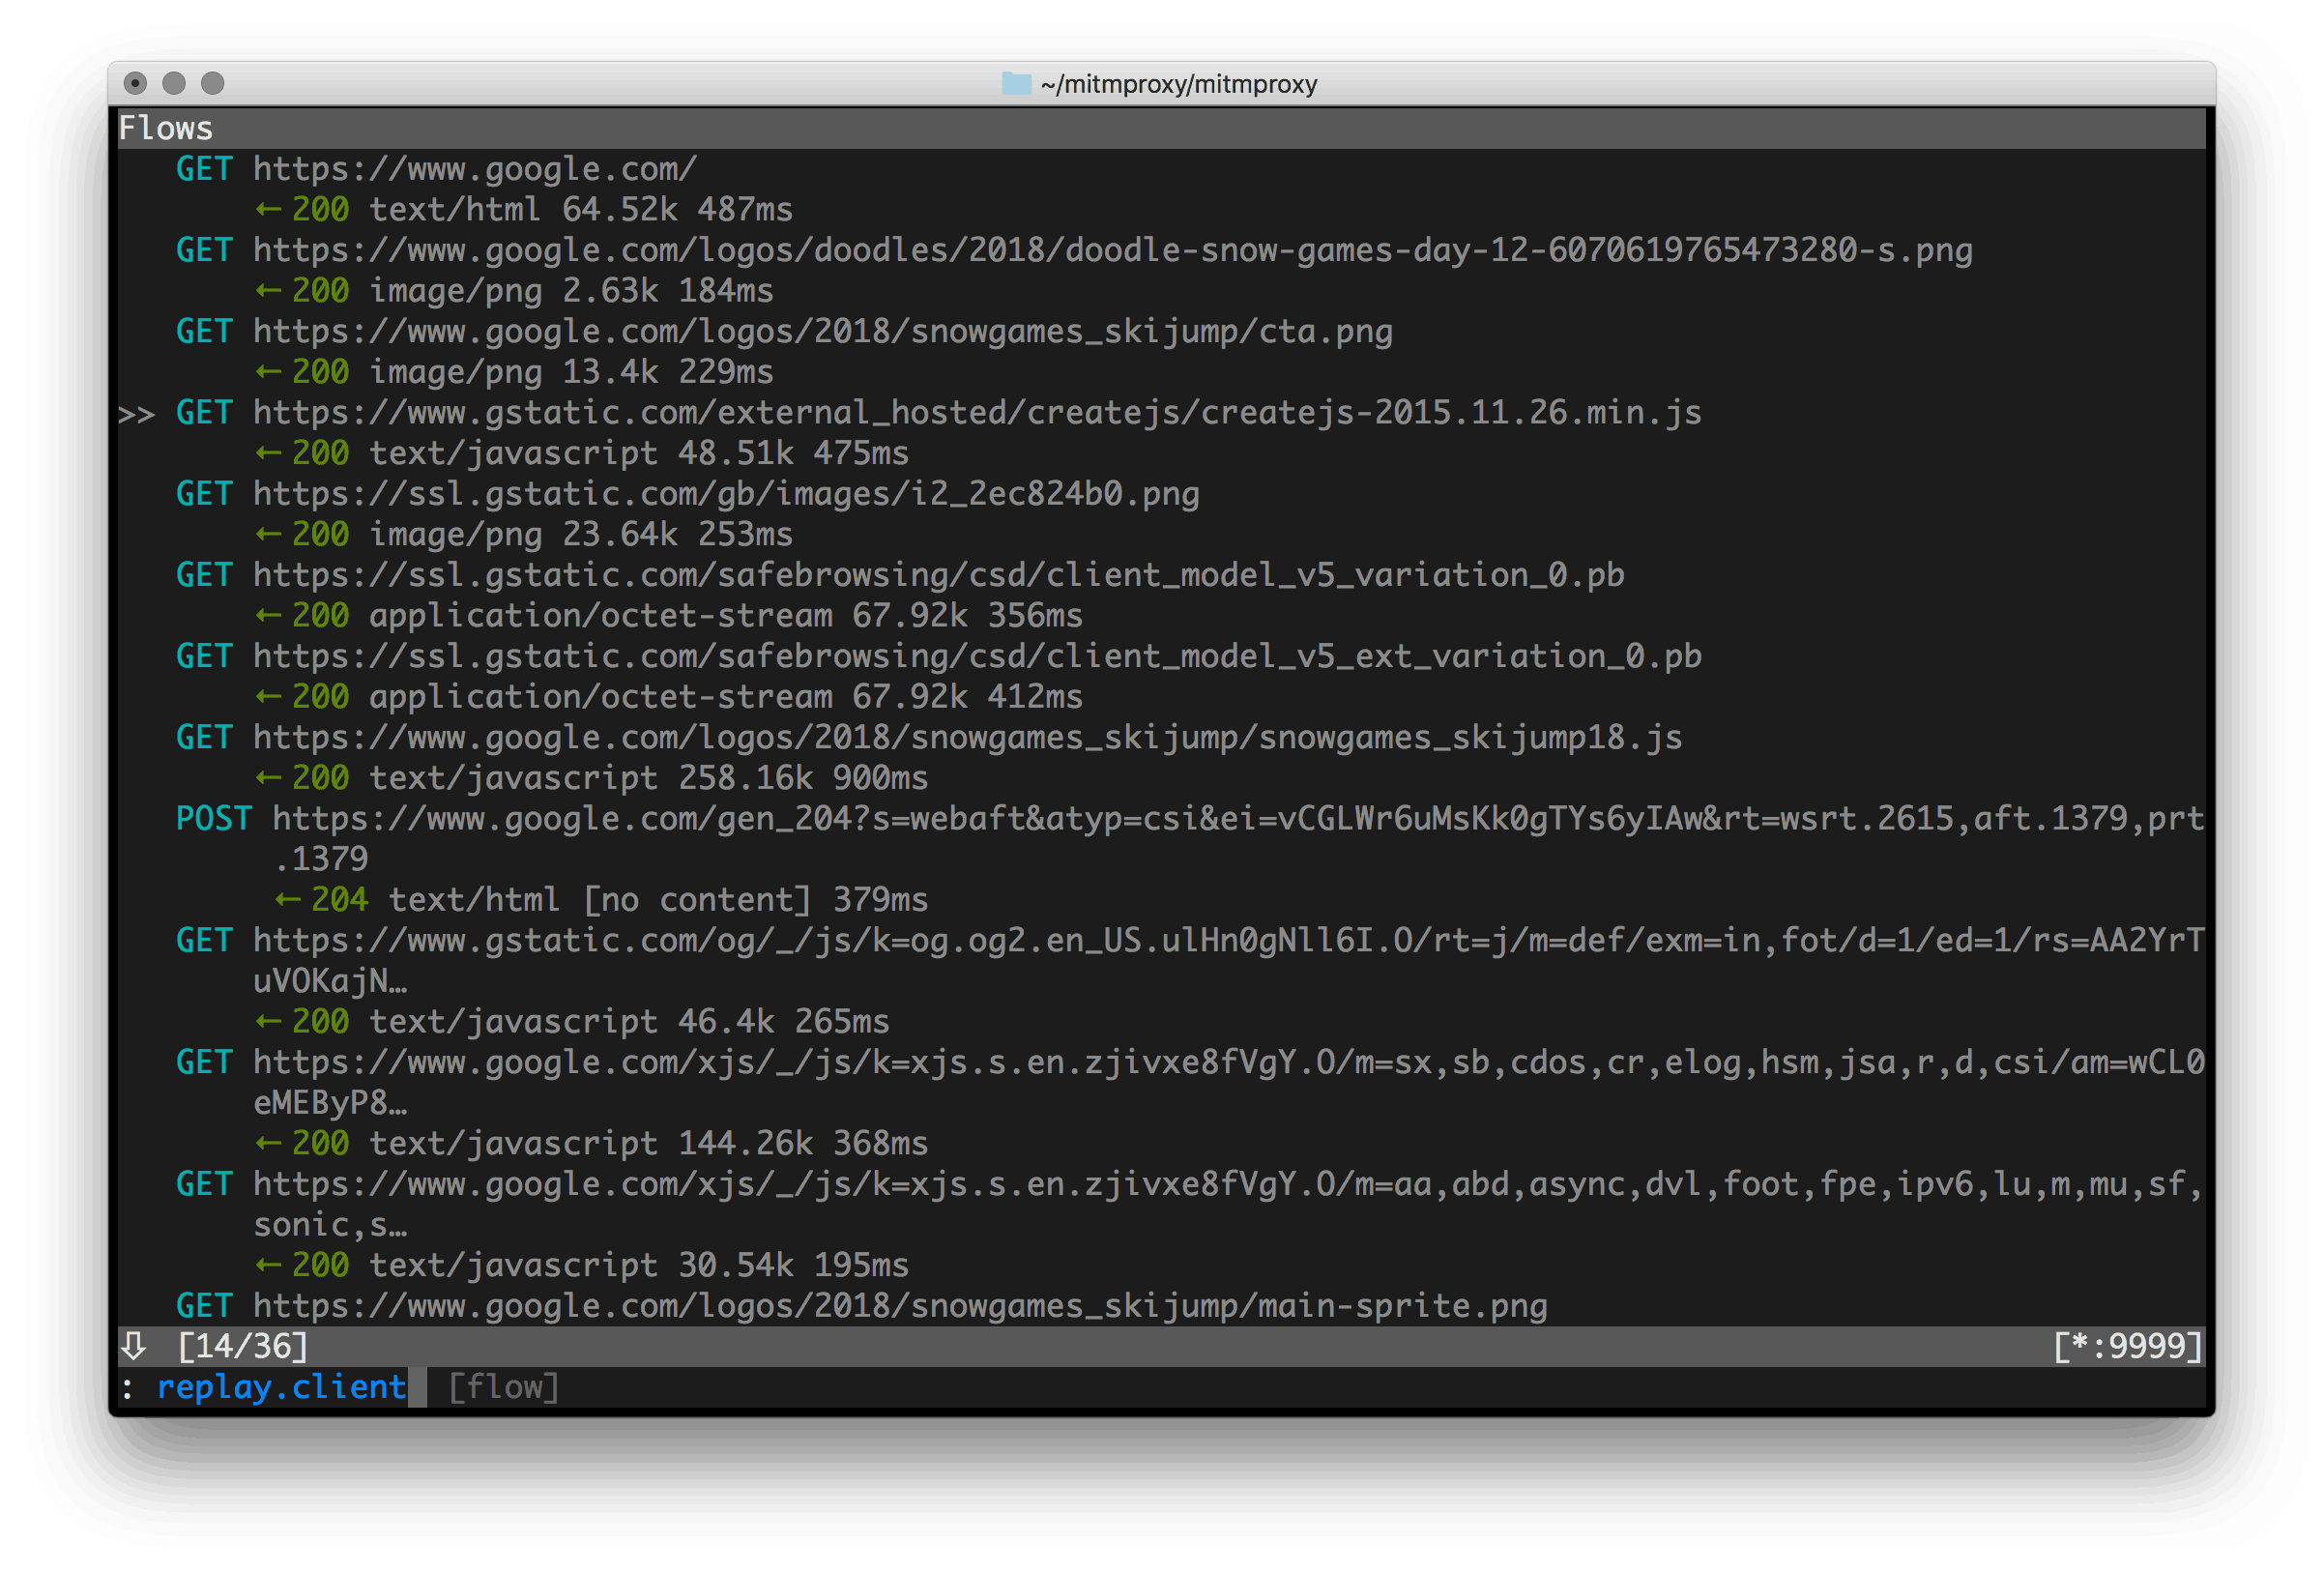 ~/mitmproxy/mitmproxy
Flows
GET https://www.google.com/
← 200 text/html 64.52k 487ms
GET https://www.google.com/logos/doodles/2018/doodle-snow-games-day-12-6070619765473280-s.png
← 200 image/png 2.63k 184ms
GET https://www.google.com/logos/2018/snowgames_skijump/cta.png
← 200 image/png 13.4k 229ms
>> GET https://www.gstatic.com/external_hosted/createjs/createjs-2015.11.26.min.js
← 200 text/javascript 48.51k 475ms
GET https://ssl.gstatic.com/gb/images/i2_2ec824b0.png
← 200 image/png 23.64k 253ms
GET https://ssl.gstatic.com/safebrowsing/csd/client_model_v5_variation_0.pb
← 200 application/octet-stream 67.92k 356ms
GET https://ssl.gstatic.com/safebrowsing/csd/client_model_v5_ext_variation_0.pb
← 200 application/octet-stream 67.92k 412ms
GET https://www.google.com/logos/2018/snowgames_skijump/snowgames_skijump18.js
← 200 text/javascript 258.16k 900ms
POST https://www.google.com/gen_204?s=webaft&atyp=csi&ei=vCGLWr6uMsKk0gTYs6yIAw&rt=wsrt.2615,aft.1379,prt
.1379
← 204 text/html [no content] 379ms
GET https://www.gstatic.com/og/_/js/k=og.og2.en_US.ulHn0gNll6I.O/rt=j/m=def/exm=in,fot/d=1/ed=1/rs=AA2YrT
uVOKajN…
← 200 text/javascript 46.4k 265ms
GET https://www.google.com/xjs/_/js/k=xjs.s.en.zjivxe8fVgY.O/m=sx,sb,cdos,cr,elog,hsm,jsa,r,d,csi/am=wCL0
eMEByP8…
← 200 text/javascript 144.26k 368ms
GET https://www.google.com/xjs/_/js/k=xjs.s.en.zjivxe8fVgY.O/m=aa,abd,async,dvl,foot,fpe,ipv6,lu,m,mu,sf,
sonic,s…
← 200 text/javascript 30.54k 195ms
GET https://www.google.com/logos/2018/snowgames_skijump/main-sprite.png
⇩ [14/36] [*:9999]
: replay.client [flow]